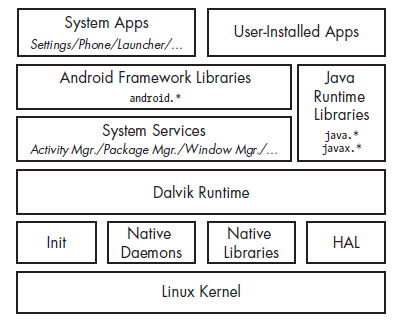 System Apps
Settings/Phone/Launcher/...
User-Installed Apps
Android Framework Libraries
android.*
Java
Runtime
Libraries
java.*
javax.*
System Services
Activity Mgr./Package Mgr./Window Mgr./...
Dalvik Runtime
Init
Native
Daemons
Native
Libraries
HAL
Linux Kernel